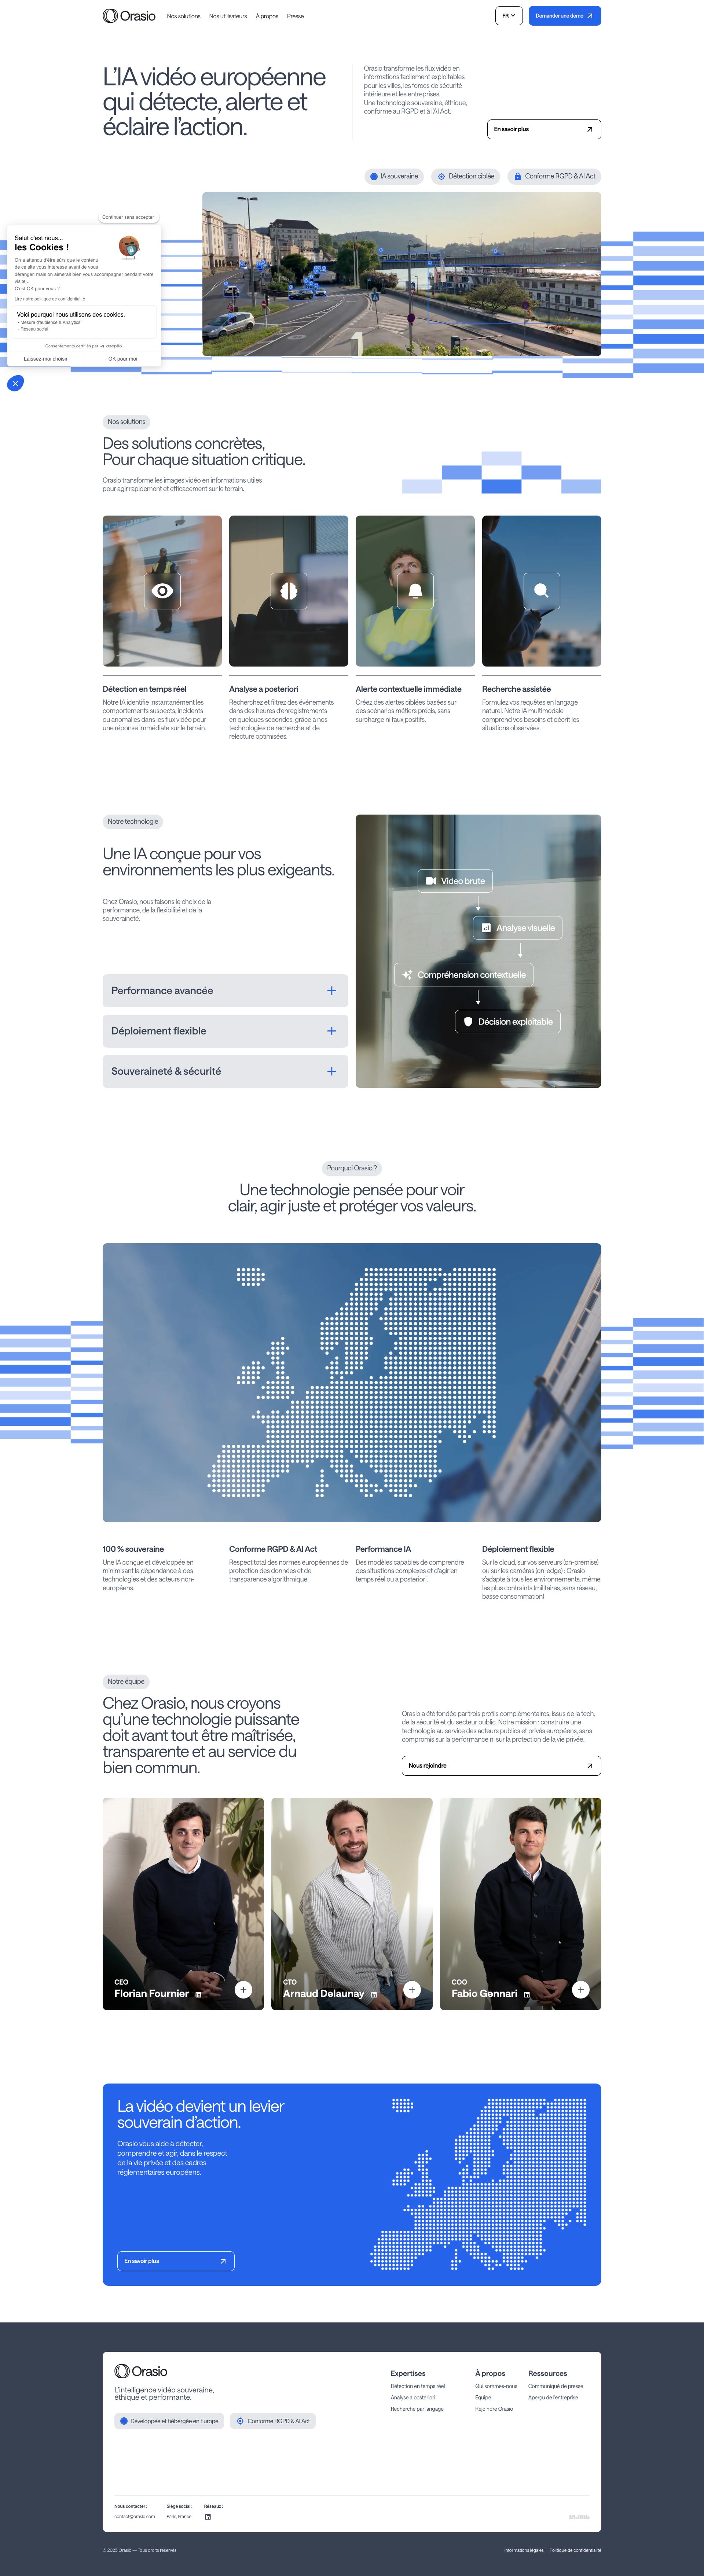 Orasio
Nos solutions
Nos utilisateurs
À propos
Presse
FR
Demander une démo
L'IA vidéo européenne
qui détecte, alerte et
éclaire l'action.
Orasio transforme les flux vidéo en
informations facilement exploitables
pour les villes, les forces de sécurité
intérieure et les entreprises.
Une technologie souveraine, éthique,
conforme au RGPD et à l'AI Act.
En savoir plus
IA souveraine
Détection ciblée
Conforme RGPD & AI Act
Continuer sans accepter
Salut c'est nous...
les Cookies !
On a attendu d'être sûrs que le contenu
de ce site vous intéresse avant de vous
déranger, mais on aimerait bien vous accompagner pendant votre
visite...
C'est OK pour vous ?
Lire notre politique de confidentialité
Voici pourquoi nous utilisons des cookies.
- Mesure d'audience & Analytics
- Réseau social
Consentements certifiés par axeptio
Laissez-moi choisir
OK pour moi
Nos solutions
Des solutions concrètes,
Pour chaque situation critique.
Orasio transforme les images vidéo en informations utiles
pour agir rapidement et efficacement sur le terrain.
Détection en temps réel
Notre IA identifie instantanément les
comportements suspects, incidents
ou anomalies dans les flux vidéo pour
une réponse immédiate sur le terrain.
Analyse a posteriori
Recherchez et filtrez des événements
dans des heures d'enregistrements
en quelques secondes, grâce à nos
technologies de recherche et de
relecture optimisées.
Alerte contextuelle immédiate
Créez des alertes ciblées basées sur
des scénarios métiers précis, sans
surcharge ni faux positifs.
Recherche assistée
Formulez vos requêtes en langage
naturel. Notre IA multimodale
comprend vos besoins et décrit les
situations observées.
Notre technologie
Une IA conçue pour vos
environnements les plus exigeants.
Chez Orasio, nous faisons le choix de la
performance, de la flexibilité et de la
souveraineté.
Performance avancée
Déploiement flexible
Souveraineté & sécurité
Video brute
Analyse visuelle
Compréhension contextuelle
Décision exploitable
Pourquoi Orasio ?
Une technologie pensée pour voir
clair, agir juste et protéger vos valeurs.
100 % souveraine
Une IA conçue et développée en
minimisant la dépendance à des
technologies et des acteurs non-
européens.
Conforme RGPD & AI Act
Respect total des normes européennes de
protection des données et de
transparence algorithmique.
Performance IA
Des modèles capables de comprendre
des situations complexes et d'agir en
temps réel ou a posteriori.
Déploiement flexible
Sur le cloud, sur vos serveurs (on-premise)
ou sur les caméras (on-edge) : Orasio
s'adapte à tous les environnements, même
les plus contraints (militaires, sans réseau,
basse consommation)
Notre équipe
Chez Orasio, nous croyons
qu'une technologie puissante
doit avant tout être maîtrisée,
transparente et au service du
bien commun.
Orasio a été fondée par trois profils complémentaires, issus de la tech,
de la sécurité et du secteur public. Notre mission : construire une
technologie au service des acteurs publics et privés européens, sans
compromis sur la performance ni sur la protection de la vie privée.
Nous rejoindre
CEO
Florian Fournier
CTO
Arnaud Delaunay
COO
Fabio Gennari
La vidéo devient un levier
souverain d'action.
Orasio vous aide à détecter,
comprendre et agir, dans le respect
de la vie privée et des cadres
réglementaires européens.
En savoir plus
Orasio
L'intelligence vidéo souveraine,
éthique et performante.
Développée et hébergée en Europe
Conforme RGPD & AI Act
Expertises
Détection en temps réel
Analyse a posteriori
Recherche par langage
À propos
Qui sommes-nous
Équipe
Rejoindre Orasio
Ressources
Communiqué de presse
Aperçu de l'entreprise
Nous contacter :
contact@orasio.com
Siège social :
Paris, France
Réseaux :
© 2025 Orasio — Tous droits réservés.
Informations légales
Politique de confidentialité